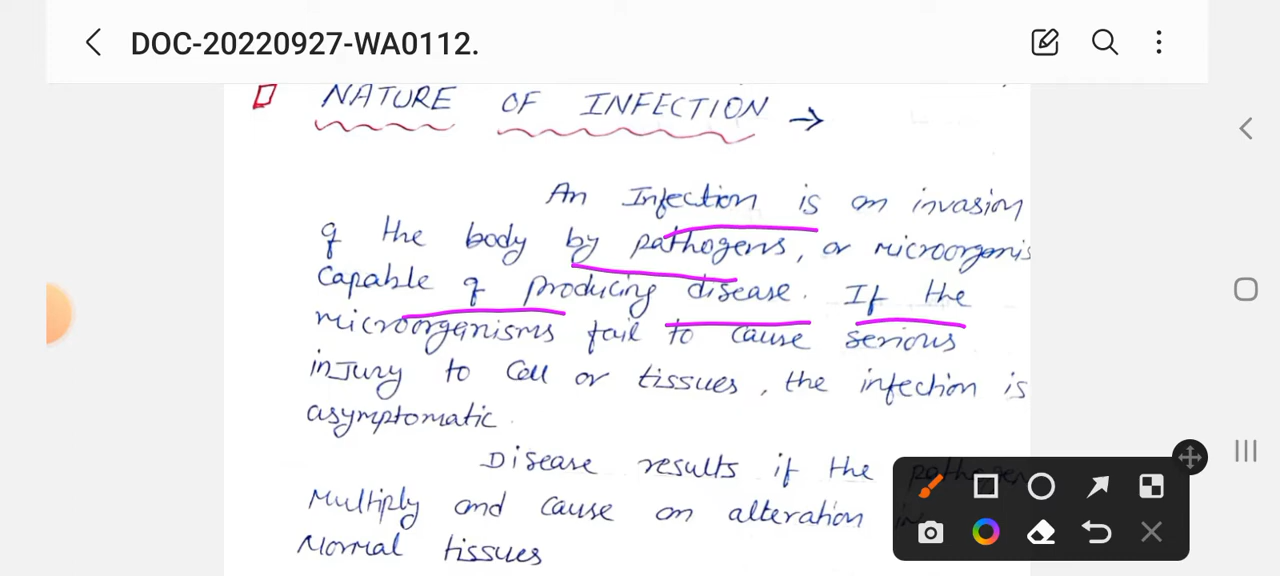 DOC-20220927-WA0112.
NATURE OF INFECTION →
An Infection is an invasion
of the body by pathogens, or microorganis
Capable of producing disease. If the
microorganisms fail to cause serious
injury to Cell or tissues, the infection is
asymptomatic.
Disease results if the pathogen
Multiply and cause an alteration in
Normal tissues